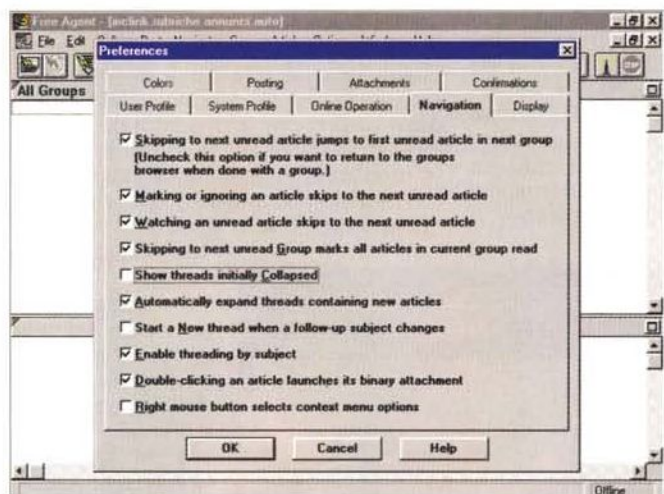 Free Agent - [mclink.rubriche.annunci.auto]
File Edit
Preferences
Colors Posting Attachments Confirmations
All Groups
User Profile System Profile Online Operation Navigation Display
Skipping to next unread article jumps to first unread article in next group
(Uncheck this option if you want to return to the groups
browser when done with a group.)
Marking or ignoring an article skips to the next unread article
Watching an unread article skips to the next unread article
Skipping to next unread Group marks all articles in current group read
Show threads initially Collapsed
Automatically expand threads containing new articles
Start a New thread when a follow-up subject changes
Enable threading by subject
Double-clicking an article launches its binary attachment
Right mouse button selects context menu options
OK Cancel Help
Offline